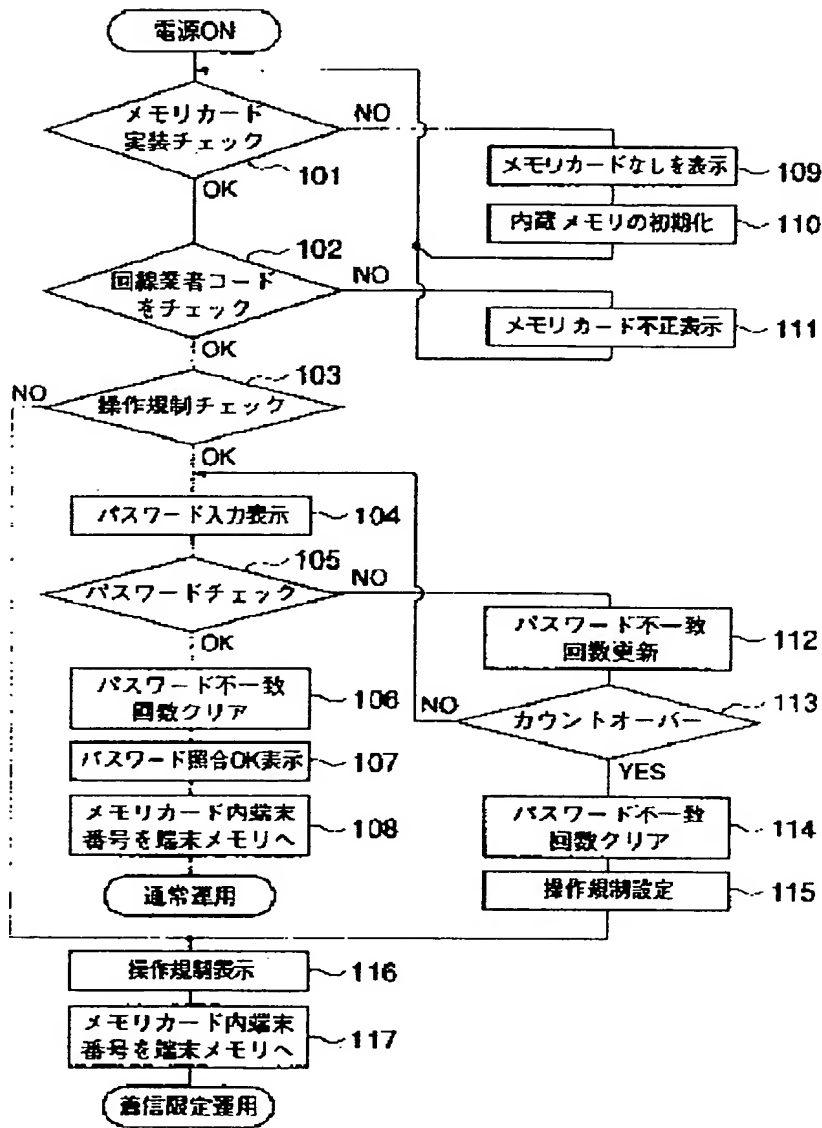 電源ON
メモリカード
実装チェック
NO
101
OK
メモリカードなしを表示
109
内蔵メモリの初期化
110
102
回線業者コード
をチェック
NO
OK
メモリカード不正表示
111
103
NO
操作規制チェック
OK
パスワード入力表示
104
105
パスワードチェック
NO
OK
パスワード不一致
回数更新
112
パスワード不一致
回数クリア
106
NO
カウントオーバー
113
YES
パスワード照合OK表示
107
メモリカード内端末
番号を端末メモリへ
108
パスワード不一致
回数クリア
114
通常運用
操作規制設定
115
操作規制表示
116
メモリカード内端末
番号を端末メモリへ
117
着信限定運用